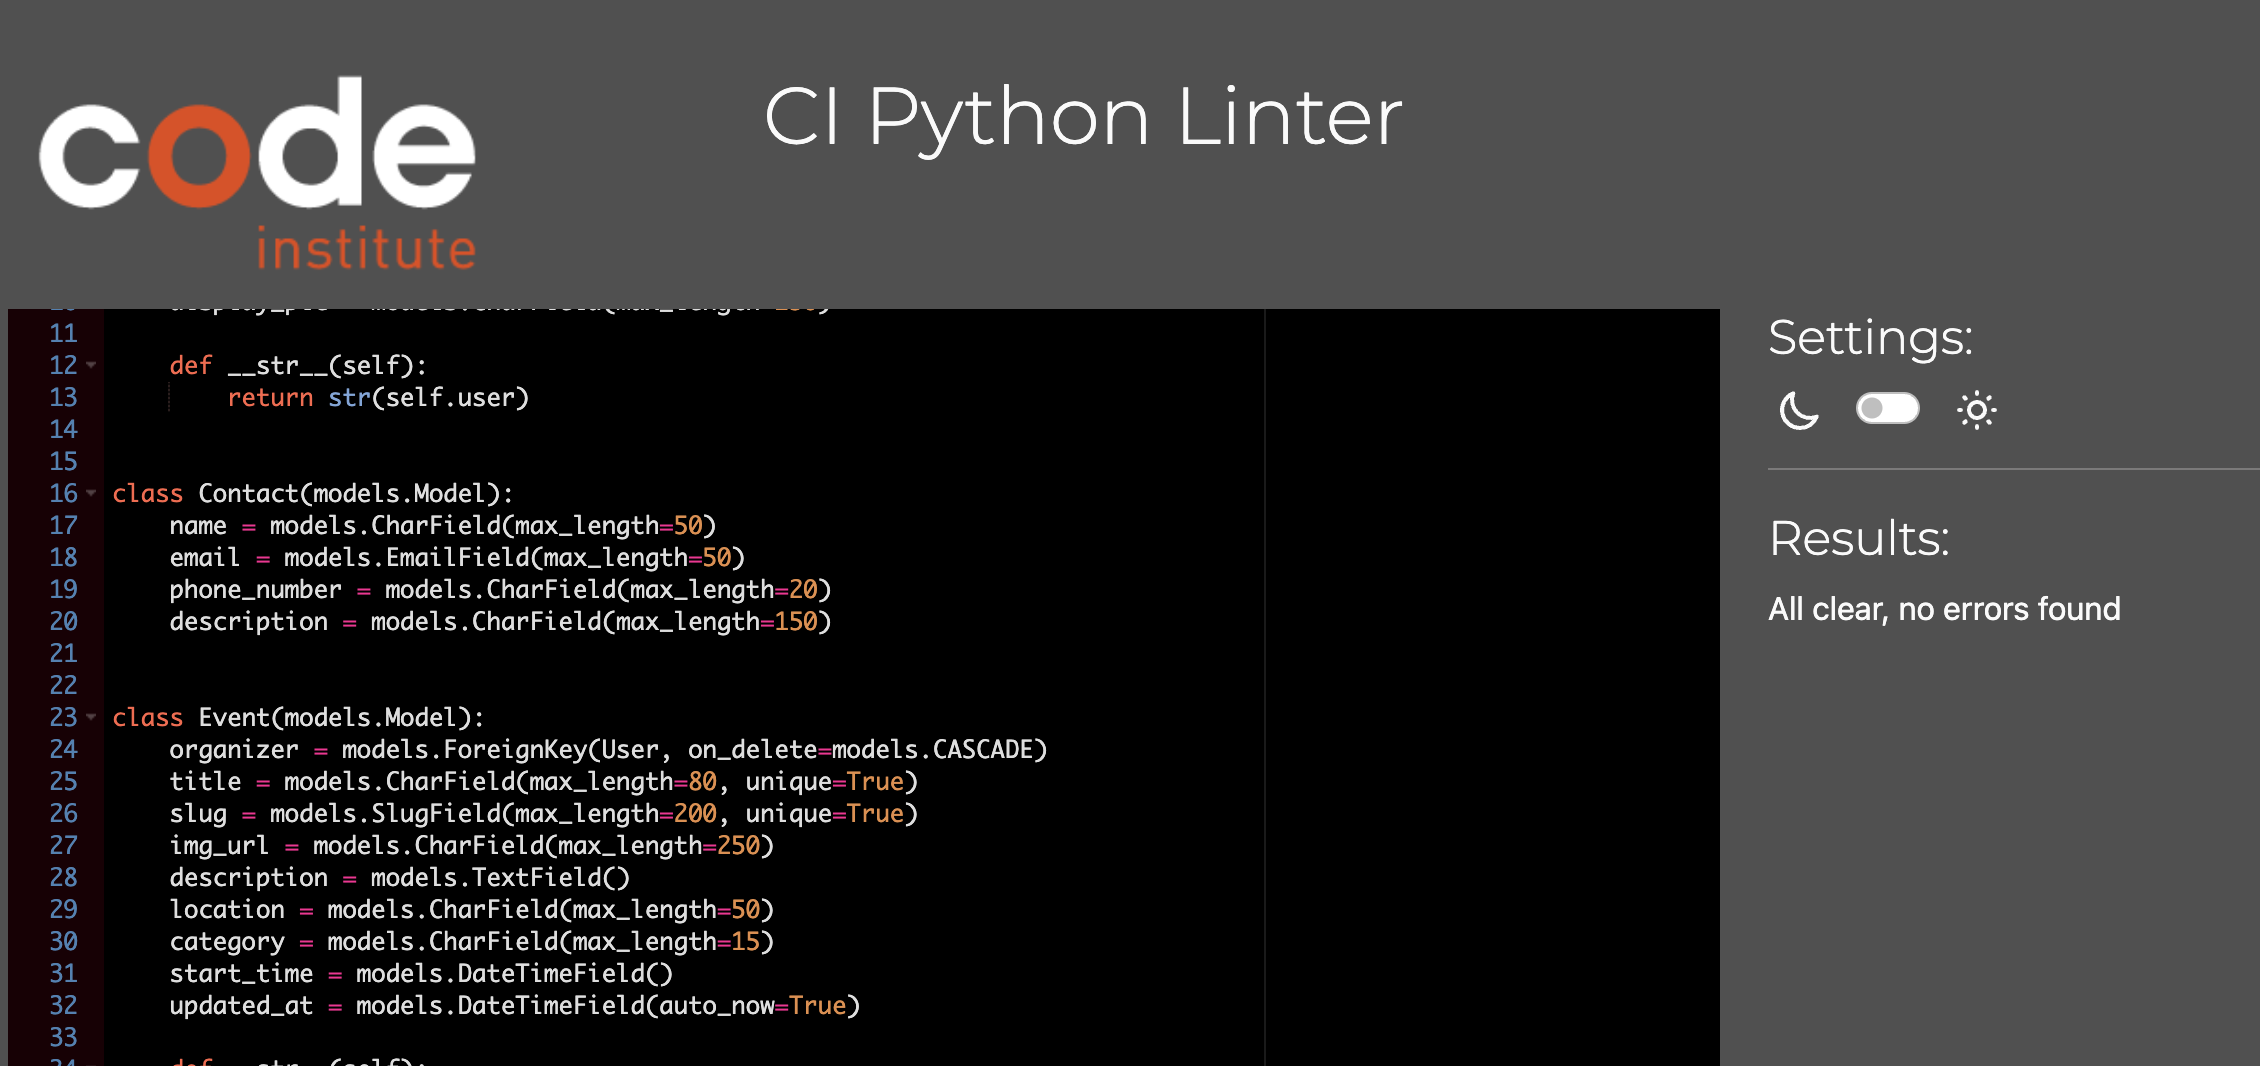 code
institute
CI Python Linter
11
12 def __str__(self):
13 return str(self.user)
14
15
16 class Contact(models.Model):
17 name = models.CharField(max_length=50)
18 email = models.EmailField(max_length=50)
19 phone_number = models.CharField(max_length=20)
20 description = models.CharField(max_length=150)
21
22
23 class Event(models.Model):
24 organizer = models.ForeignKey(User, on_delete=models.CASCADE)
25 title = models.CharField(max_length=80, unique=True)
26 slug = models.SlugField(max_length=200, unique=True)
27 img_url = models.CharField(max_length=250)
28 description = models.TextField()
29 location = models.CharField(max_length=50)
30 category = models.CharField(max_length=15)
31 start_time = models.DateTimeField()
32 updated_at = models.DateTimeField(auto_now=True)
33
Settings:
Results:
All clear, no errors found